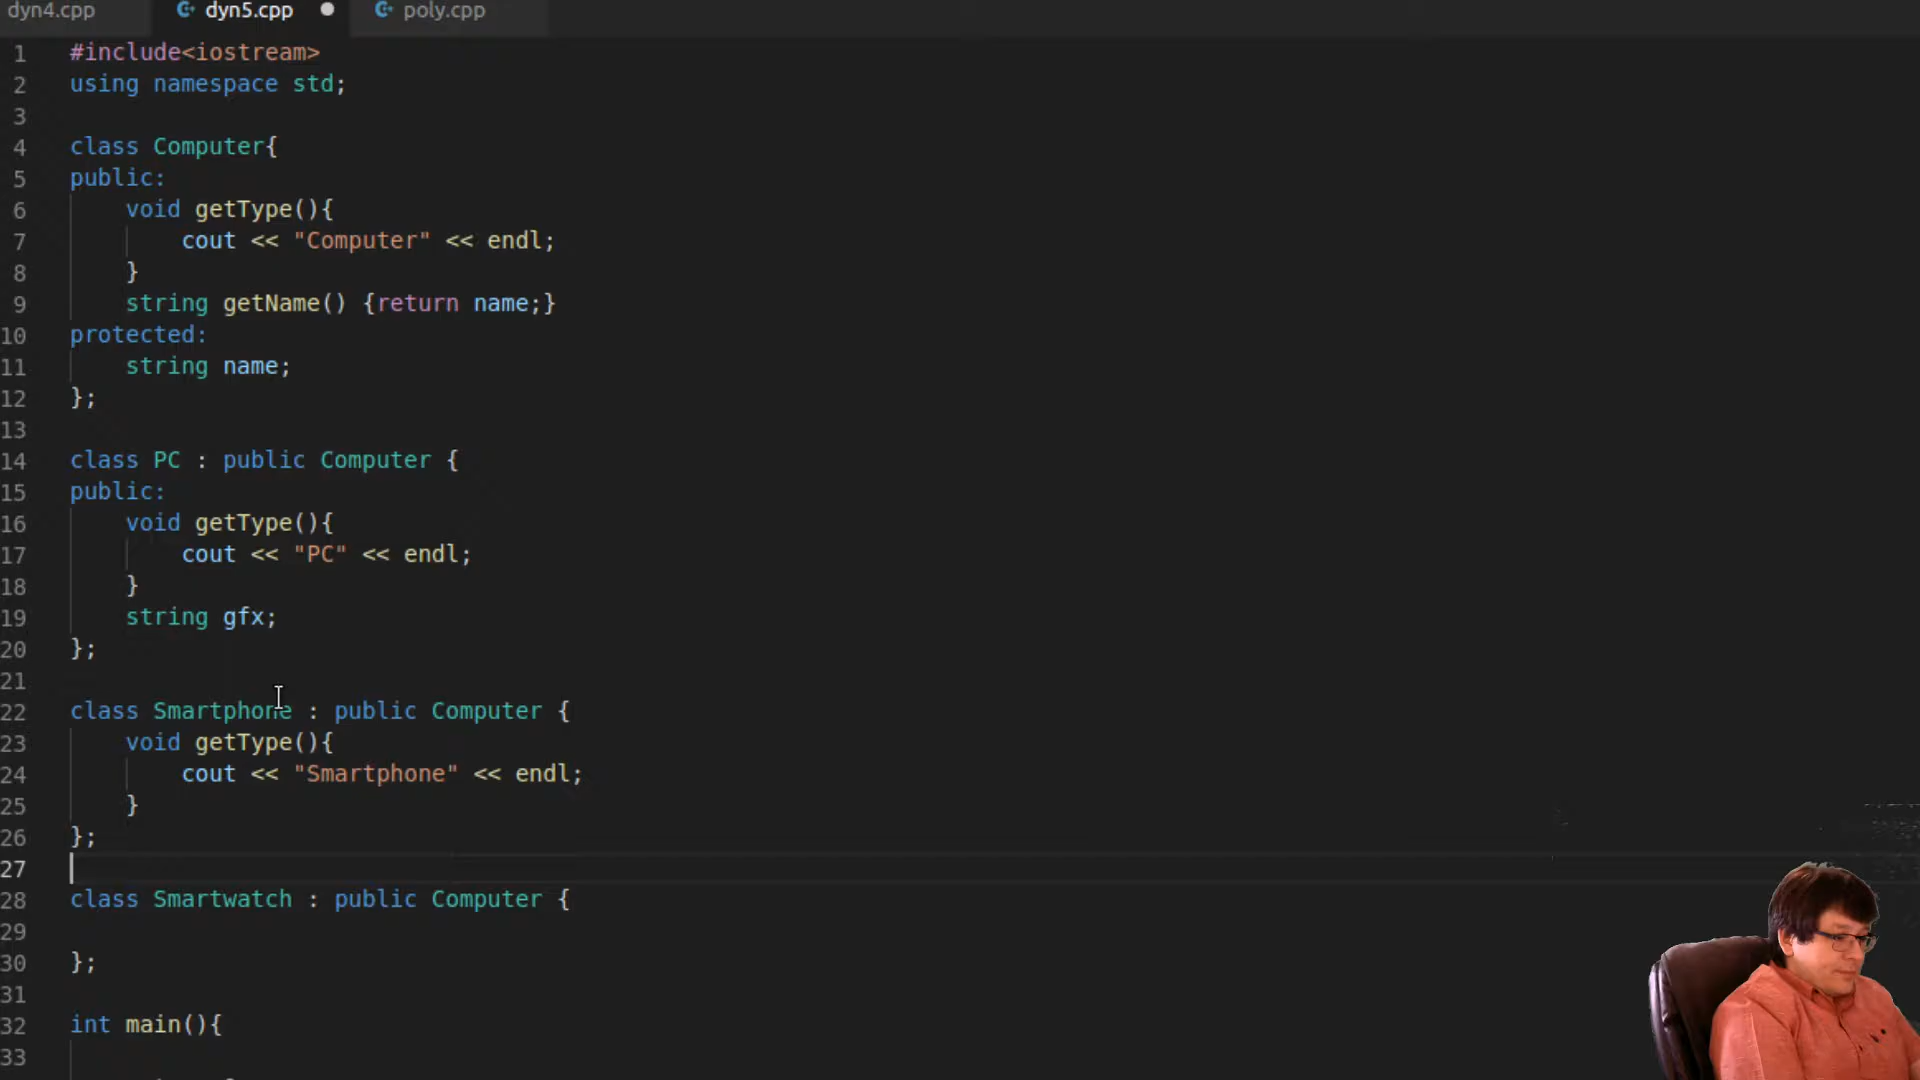 dyn4.cpp dyn5.cpp poly.cpp
1 #include<iostream>
2 using namespace std;
3
4 class Computer{
5 public:
6 void getType(){
7 cout << "Computer" << endl;
8 }
9 string getName() {return name;}
10 protected:
11 string name;
12 };
13
14 class PC : public Computer {
15 public:
16 void getType(){
17 cout << "PC" << endl;
18 }
19 string gfx;
20 };
21
22 class Smartphone : public Computer {
23 void getType(){
24 cout << "Smartphone" << endl;
25 }
26 };
27
28 class Smartwatch : public Computer {
29
30 };
31
32 int main(){
33